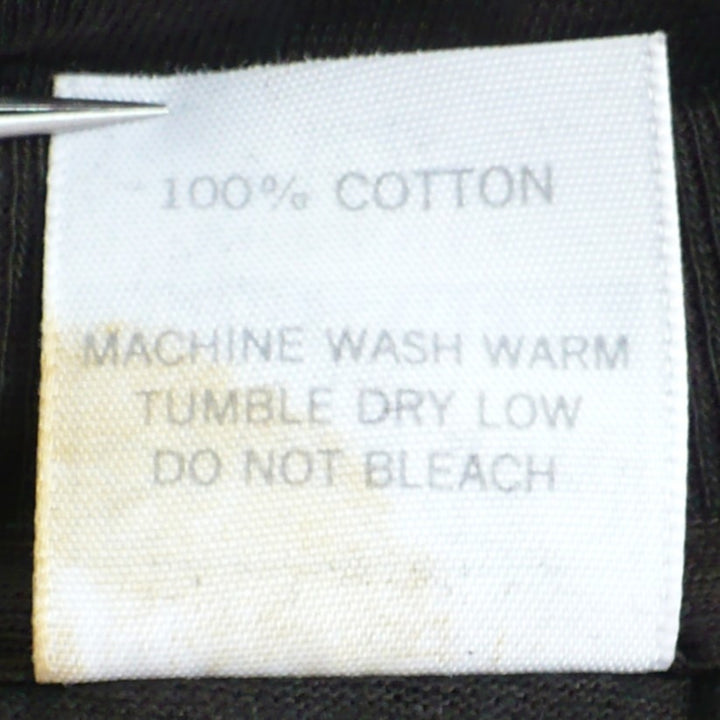 100% COTTON
MACHINE WASH WARM
TUMBLE DRY LOW
DO NOT BLEACH